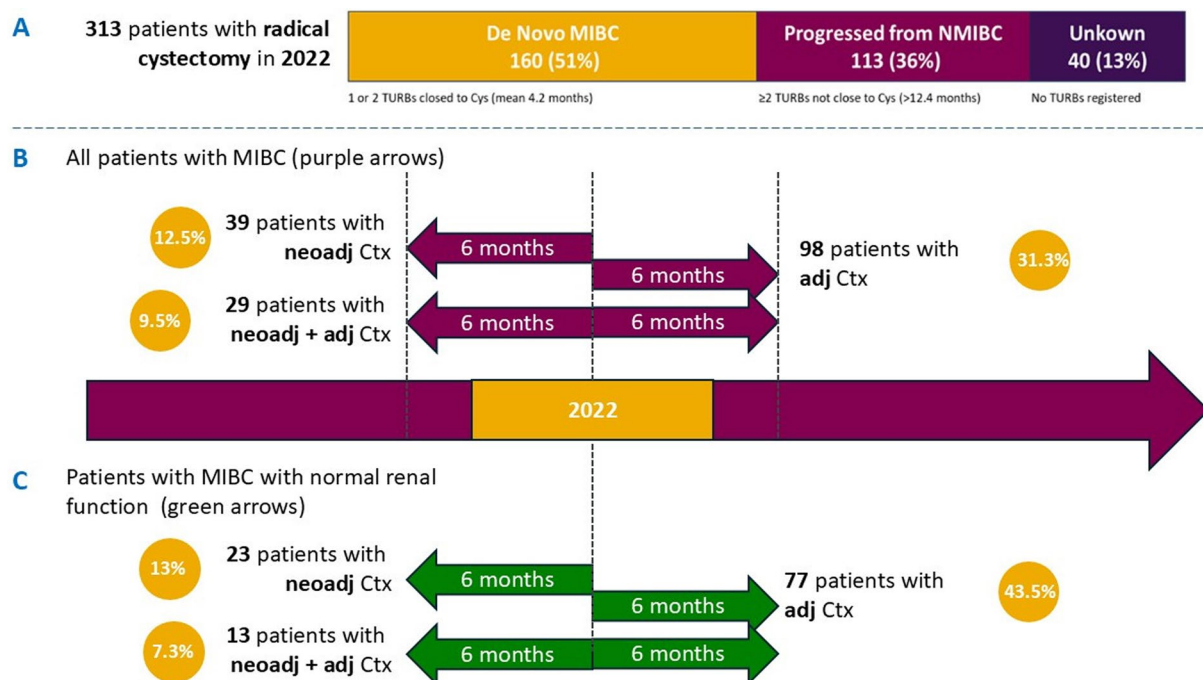 A
313 patients with radical
cystectomy in 2022
De Novo MIBC
160 (51%)
Progressed from NMIBC
113 (36%)
Unkown
40 (13%)
1 or 2 TURBs closed to Cys (mean 4.2 months)
≥2 TURBs not close to Cys (>12.4 months)
No TURBs registered
B
All patients with MIBC (purple arrows)
12.5%
39 patients with
neoadj Ctx
6 months
6 months
98 patients with
adj Ctx
31.3%
9.5%
29 patients with
neoadj + adj Ctx
6 months
6 months
2022
C
Patients with MIBC with normal renal
function (green arrows)
13%
23 patients with
neoadj Ctx
6 months
6 months
77 patients with
adj Ctx
43.5%
7.3%
13 patients with
neoadj + adj Ctx
6 months
6 months